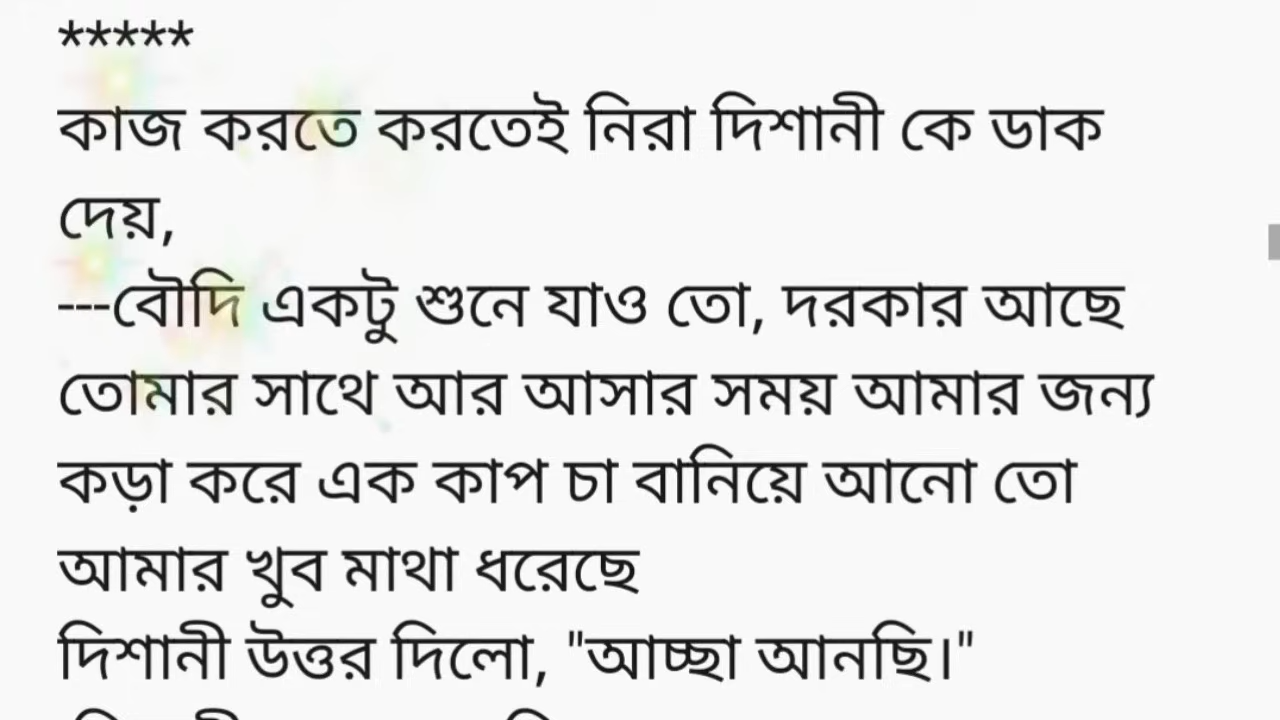 *****
কাজ করতে করতেই নিরা দিশানী কে ডাক
দেয়,
---বৌদি একটু শুনে যাও তো, দরকার আছে
তোমার সাথে আর আসার সময় আমার জন্য
কড়া করে এক কাপ চা বানিয়ে আনো তো
আমার খুব মাথা ধরেছে
দিশানী উত্তর দিলো, "আচ্ছা আনছি।"